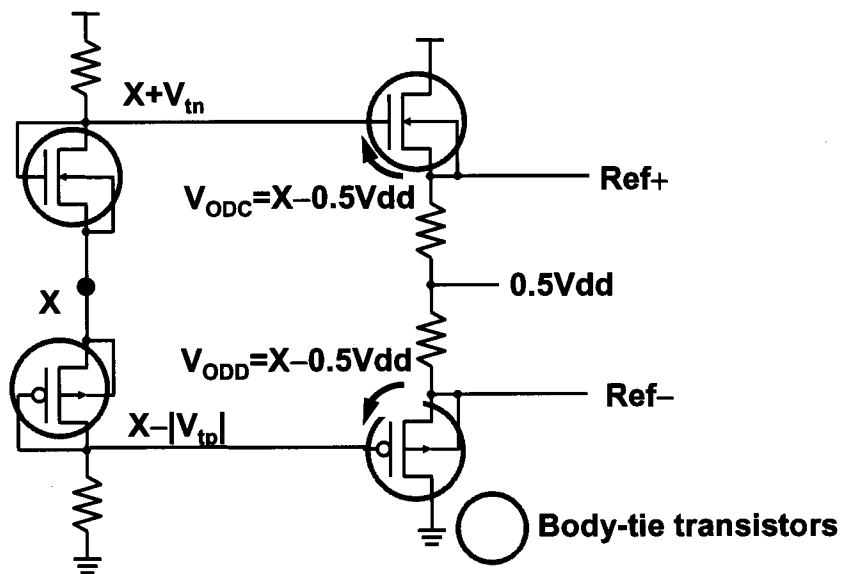 X+Vtn
VODC=X−0.5Vdd
Ref+
X
0.5Vdd
VODD=X−0.5Vdd
Ref−
X−|Vtp|
Body-tie transistors